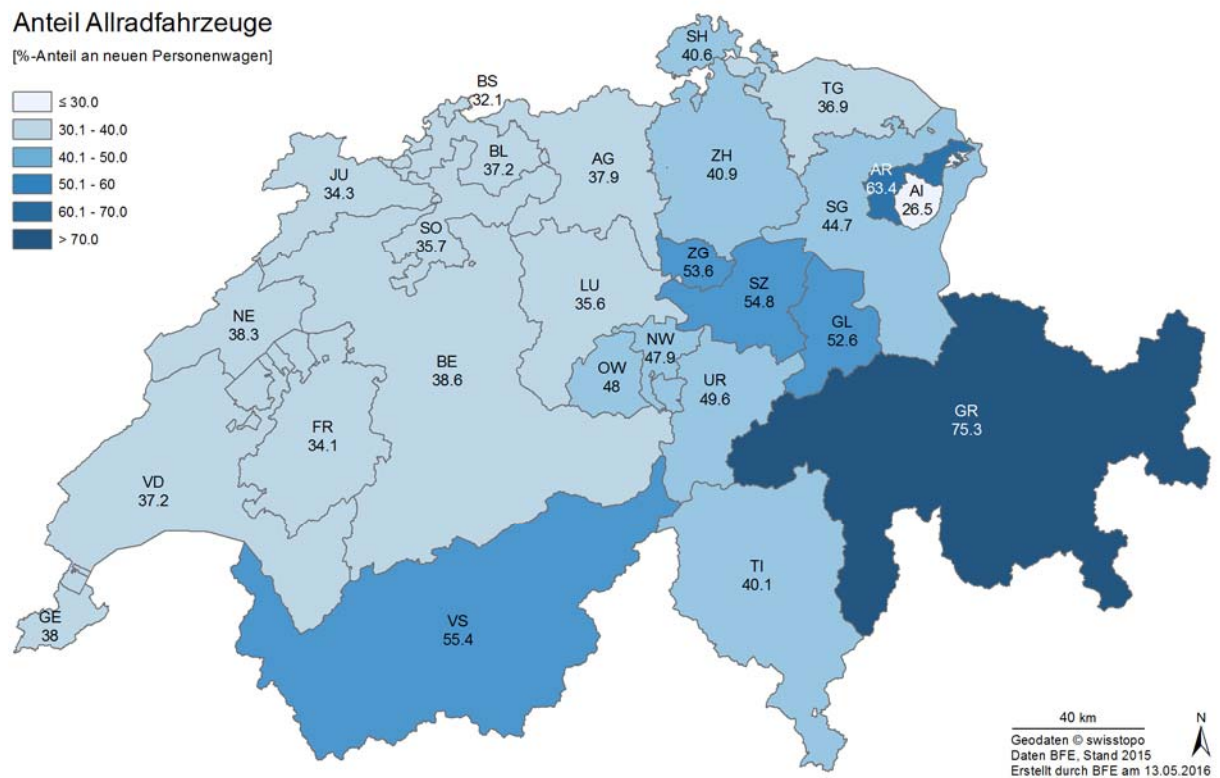 Anteil Allradfahrzeuge
[%-Anteil an neuen Personenwagen]
≤ 30.0
30.1 - 40.0
40.1 - 50.0
50.1 - 60
60.1 - 70.0
> 70.0
SH
40.6
BS
32.1
TG
36.9
BL
37.2
AG
37.9
ZH
40.9
JU
34.3
AR
63.4
AI
26.5
SG
44.7
SO
35.7
ZG
53.6
SZ
54.8
LU
35.6
GL
52.6
NE
38.3
NW
47.9
OW
48
UR
49.6
BE
38.6
GR
75.3
FR
34.1
VD
37.2
TI
40.1
GE
38
VS
55.4
40 km
N
Geodaten © swisstopo
Daten BFE, Stand 2015
Erstellt durch BFE am 13.05.2016